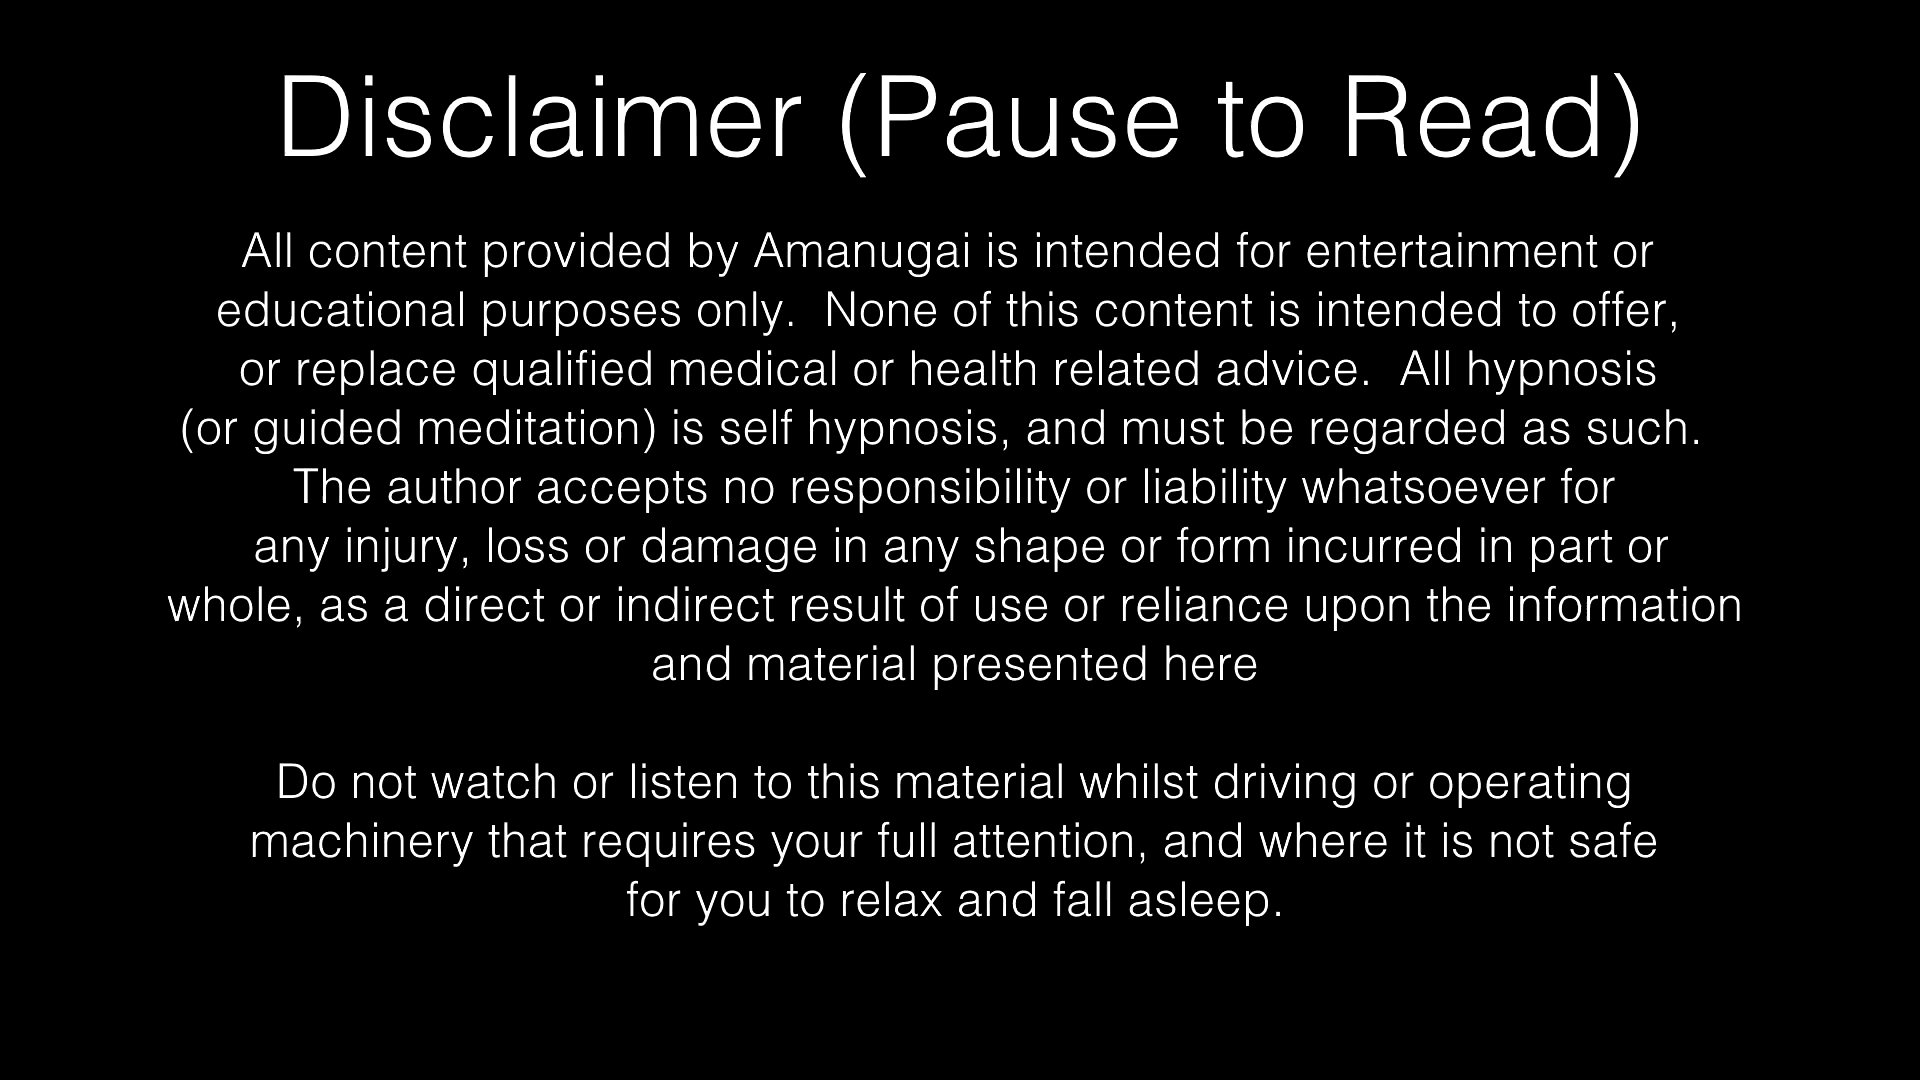 Disclaimer (Pause to Read)
All content provided by Amanugai is intended for entertainment or
educational purposes only.  None of this content is intended to offer,
or replace qualified medical or health related advice.  All hypnosis
(or guided meditation) is self hypnosis, and must be regarded as such.
The author accepts no responsibility or liability whatsoever for
any injury, loss or damage in any shape or form incurred in part or
whole, as a direct or indirect result of use or reliance upon the information
and material presented here
Do not watch or listen to this material whilst driving or operating
machinery that requires your full attention, and where it is not safe
for you to relax and fall asleep.